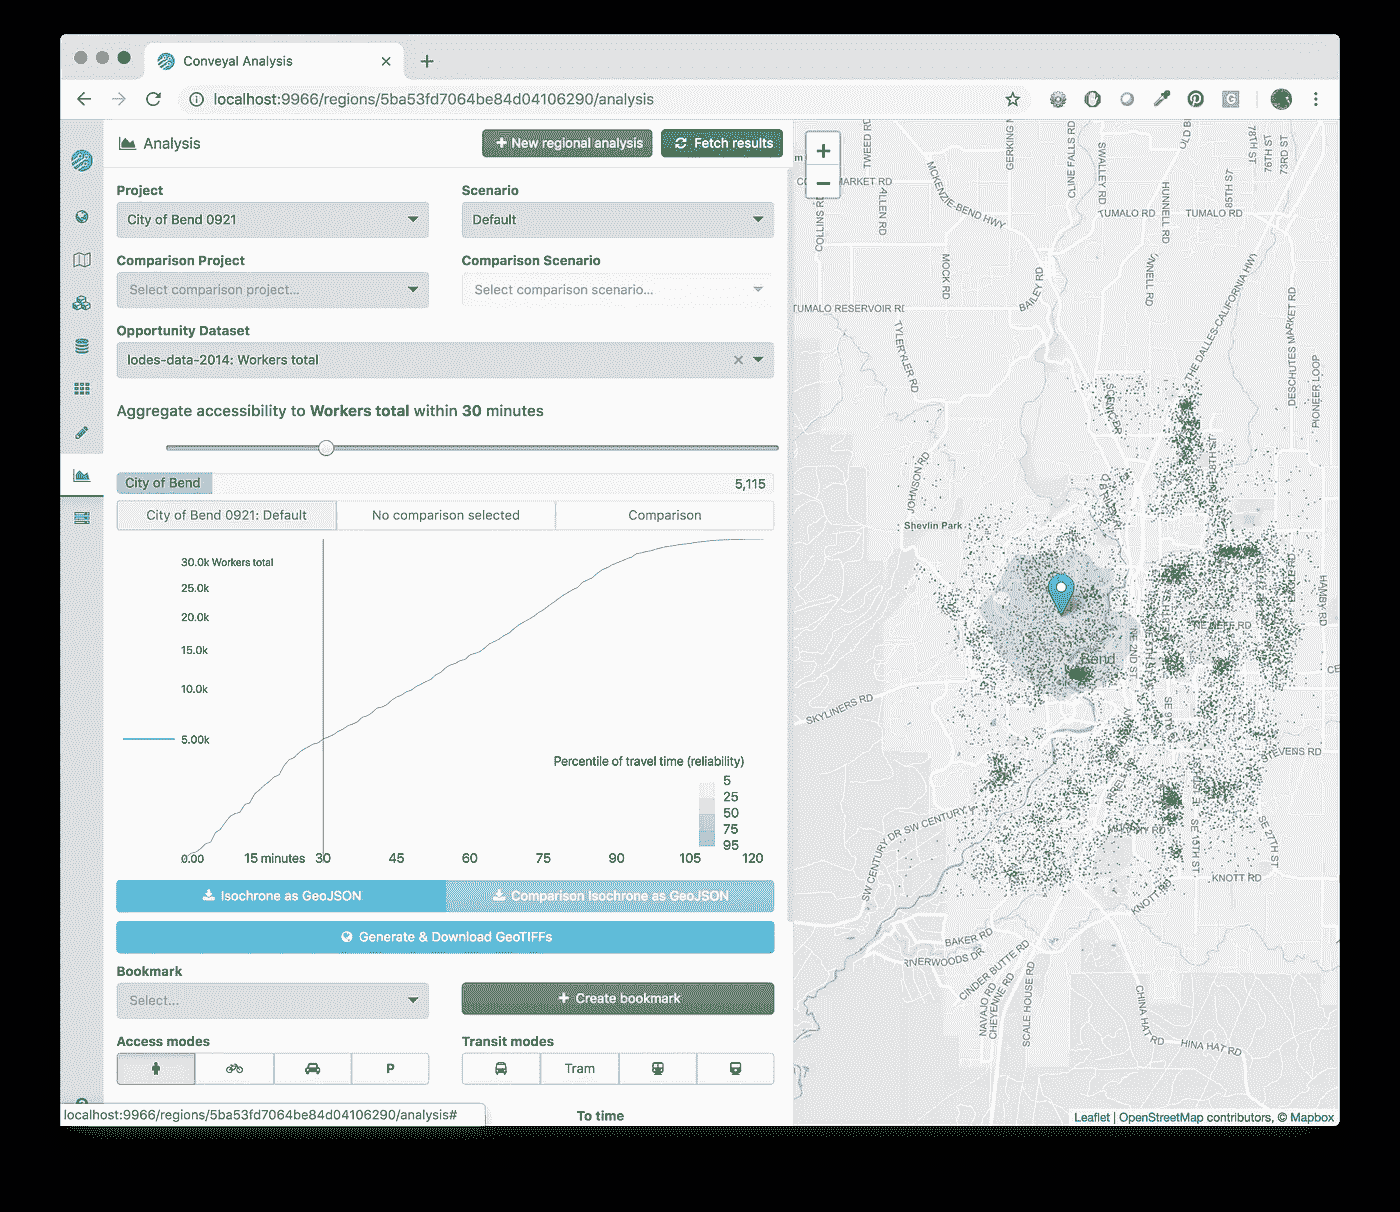 Conveyal Analysis
localhost:9966/regions/5ba53fd7064be84d04106290/analysis
Analysis
+ New regional analysis
Fetch results
Project
Scenario
City of Bend 0921
Default
Comparison Project
Comparison Scenario
Select comparison project...
Select comparison scenario...
Opportunity Dataset
lodes-data-2014: Workers total
Aggregate accessibility to Workers total within 30 minutes
City of Bend
5,115
City of Bend 0921: Default
No comparison selected
Comparison
30.0k Workers total
25.0k
20.0k
15.0k
10.0k
5.00k
Percentile of travel time (reliability)
5
25
50
75
95
0.00 15 minutes 30 45 60 75 90 105 120
Isochrone as GeoJSON
Comparison Isochrone as GeoJSON
Generate & Download GeoTIFFs
Bookmark
Select...
+ Create bookmark
Access modes
Transit modes
P
Tram
localhost:9966/regions/5ba53fd7064be84d04106290/analysis#
To time
TWEED RD
MARKET RD
ALLEN RD
COLLINS RD
MCKENZIE-BEND HWY
GERKING
CLINE FALLS RD
SWALLEY RD
OLD B
78TH ST
76TH ST
73RD ST
85TH ST
HUNNELL RD
TUMALO RD
TUMALO RD
MOCK RD
BAILEY RD
NNELL RD
THE DALLES-CALIFORNIA HWY
TUMALO RESERVOIR RD
TYLER RD
DESCHUTES MARKET RD
PIONEER LOOP
JOHNSON RD
Shevlin Park
HAMBY RD
Bend
SKYLINERS RD
NE NEFF RD
SE 9TH
EVENS RD
SW CENTURY DR
SW CENTURY
MURPHY RD
SE 15TH ST
SE 27TH ST
KNOTT RD
KNOTT RD
BAKER RD
RIVERWOODS DR
CINDER BUTTE RD
NAVAJO RD
CHEYENNE RD
SCALE HOUSE RD
CHINA HAT RD
HINA HAT RD
Leaflet | OpenStreetMap contributors, © Mapbox